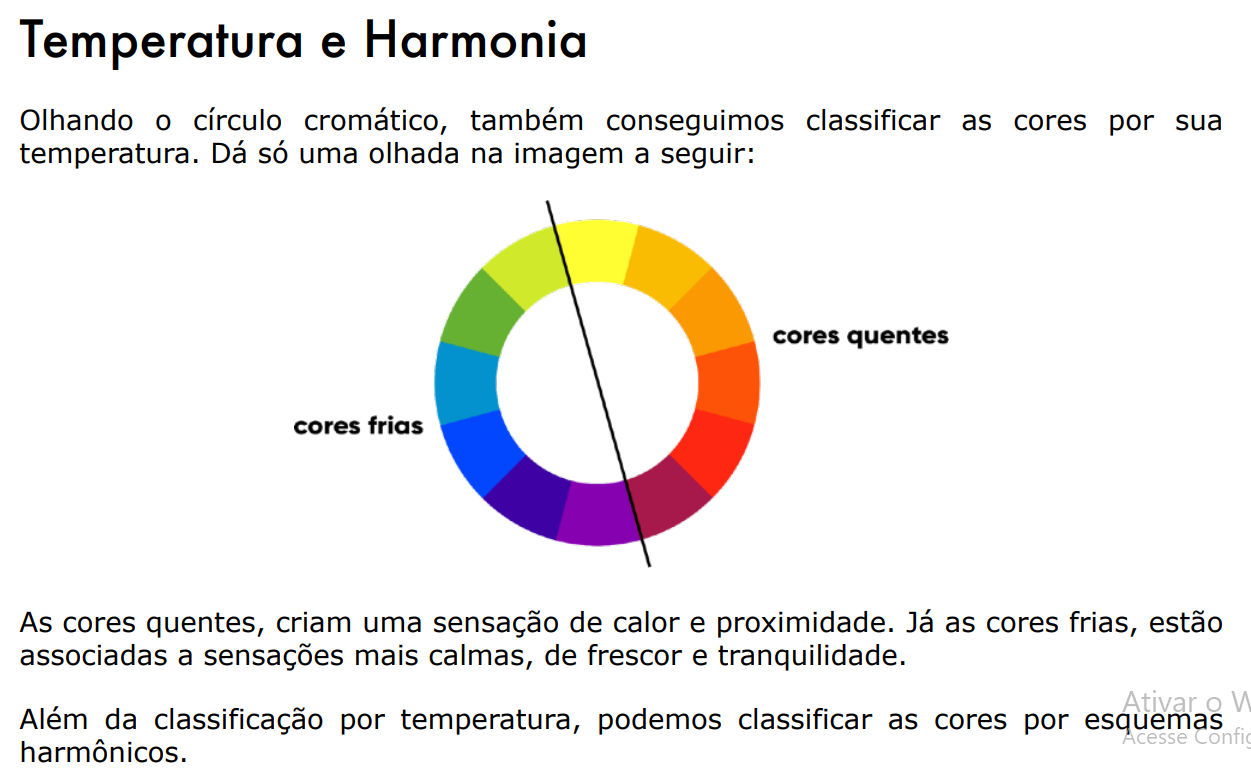 Temperatura e Harmonia
Olhando o círculo cromático, também conseguimos classificar as cores por sua
temperatura. Dá só uma olhada na imagem a seguir:
cores quentes
cores frias
As cores quentes, criam uma sensação de calor e proximidade. Já as cores frias, estão
associadas a sensações mais calmas, de frescor e tranquilidade.
Ativar o W
Além da classificação por temperatura, podemos classificar as cores por esquemas
Acesse Config
harmônicos.